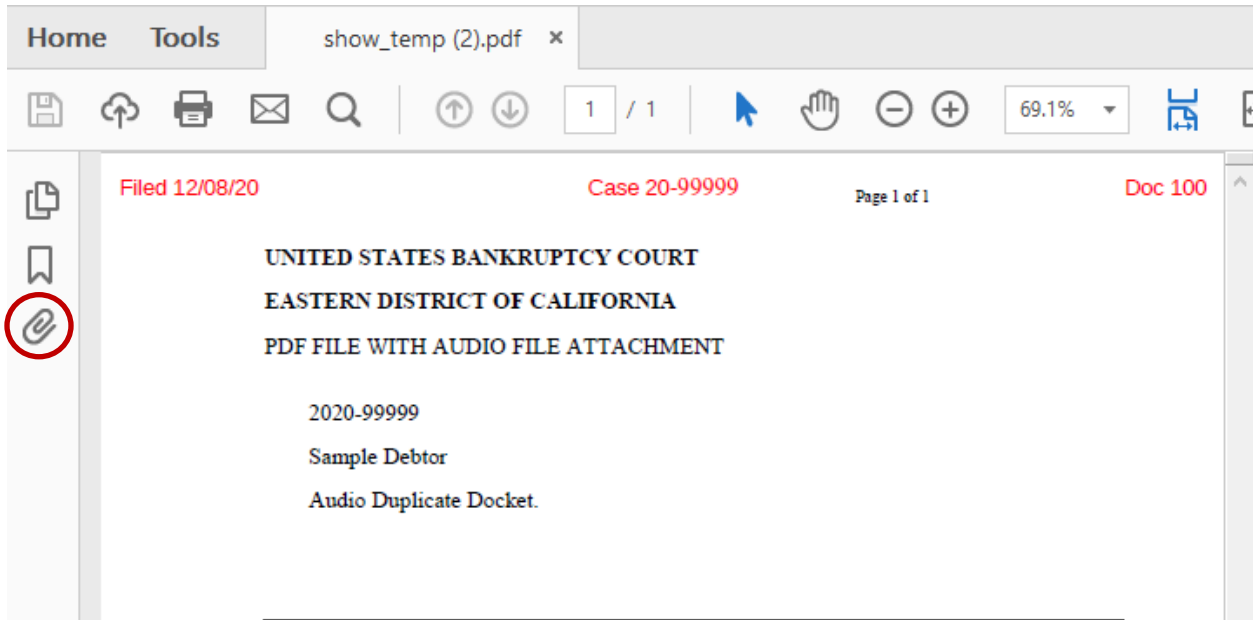 Home Tools show_temp (2).pdf ×
1 / 1 69.1%
Filed 12/08/20 Case 20-99999 Page 1 of 1 Doc 100
UNITED STATES BANKRUPTCY COURT
EASTERN DISTRICT OF CALIFORNIA
PDF FILE WITH AUDIO FILE ATTACHMENT
2020-99999
Sample Debtor
Audio Duplicate Docket.